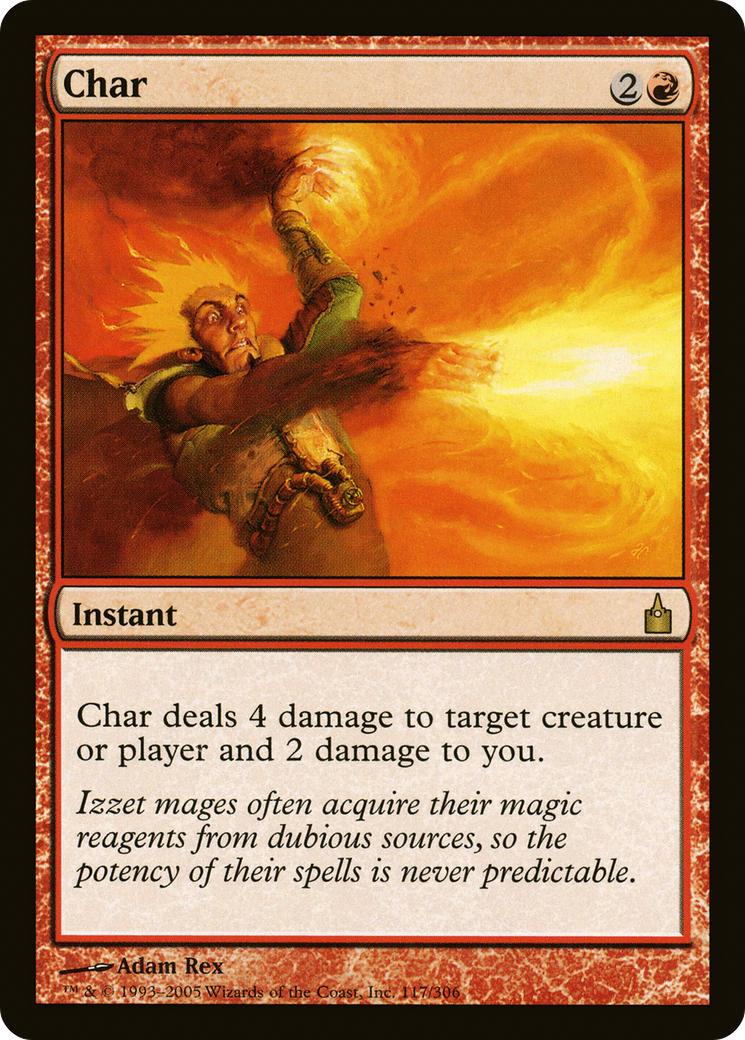 Char 2
Instant
Char deals 4 damage to target creature
or player and 2 damage to you.
Izzet mages often acquire their magic
reagents from dubious sources, so the
potency of their spells is never predictable.
Adam Rex
™ & © 1993–2005 Wizards of the Coast, Inc. 117/306